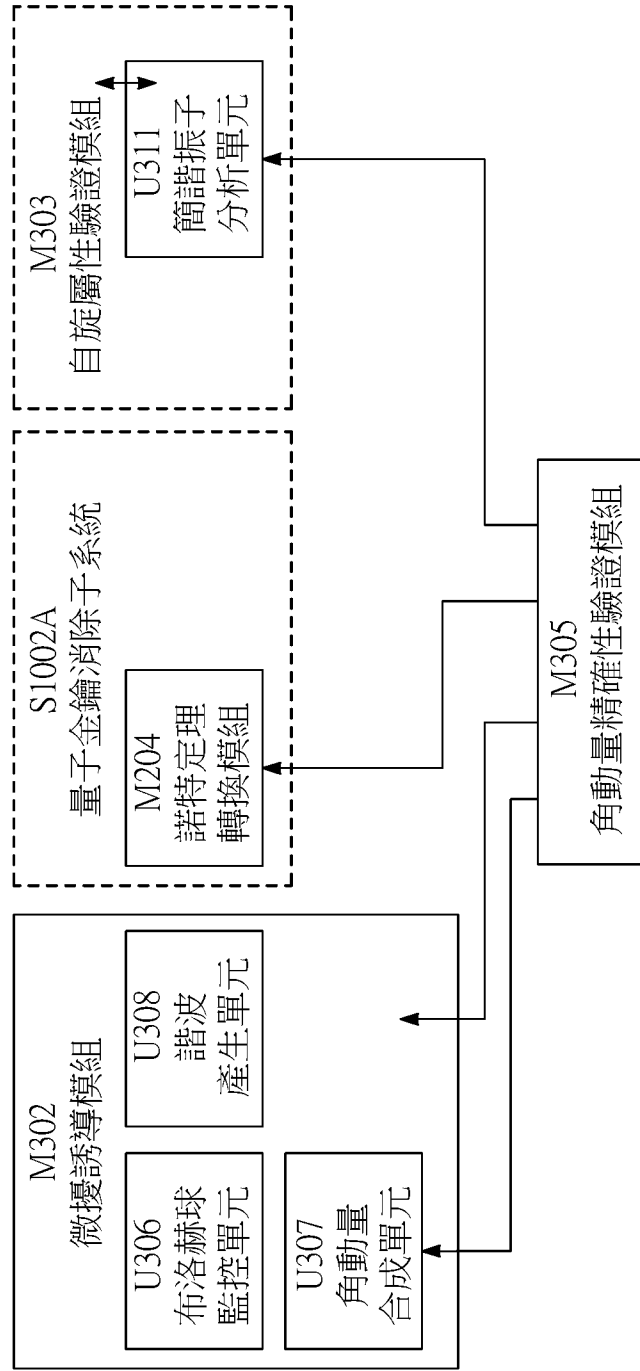 M302
微擾誘導模組
U306
布洛赫球
監控單元
U308
諧波
產生單元
U307
角動量
合成單元
S1002A
量子金鑰消除子系統
M204
諾特定理
轉換模組
M303
自旋屬性驗證模組
U311
簡諧振子
分析單元
M305
角動量精確性驗證模組